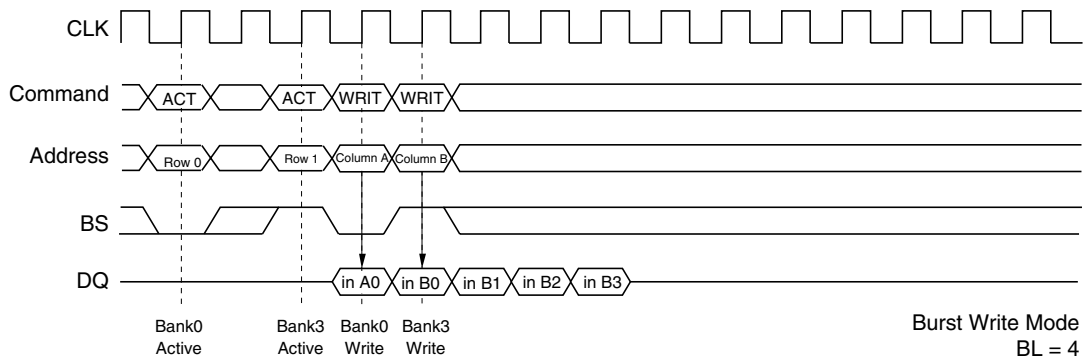 CLK
Command ACT ACT WRIT WRIT
Address Row 0 Row 1 Column A Column B
BS
DQ in A0 in B0 in B1 in B2 in B3
Bank0 Bank3 Bank0 Bank3
Active Active Write Write
Burst Write Mode
BL = 4